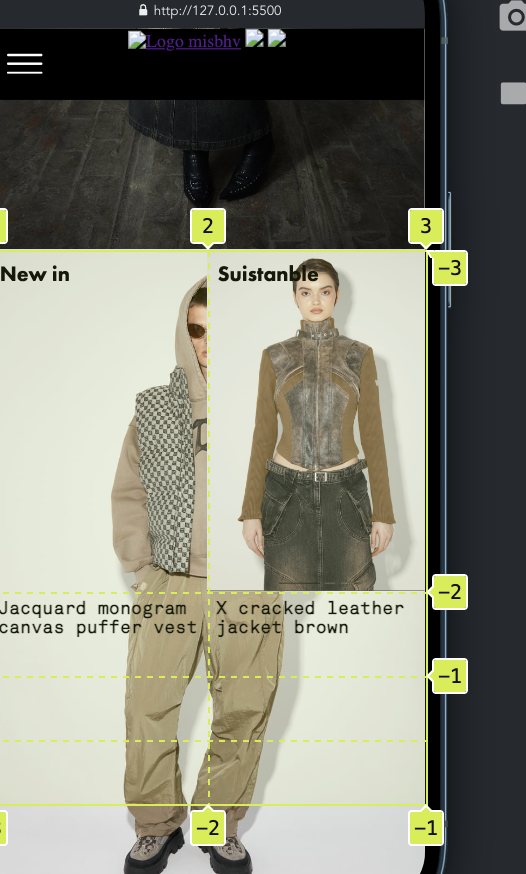 http://127.0.0.1:5500
Logo misbhv
2
3
-3
New in
Suistanble
-2
Jacquard monogram
canvas puffer vest
X cracked leather
jacket brown
-1
-2
-1